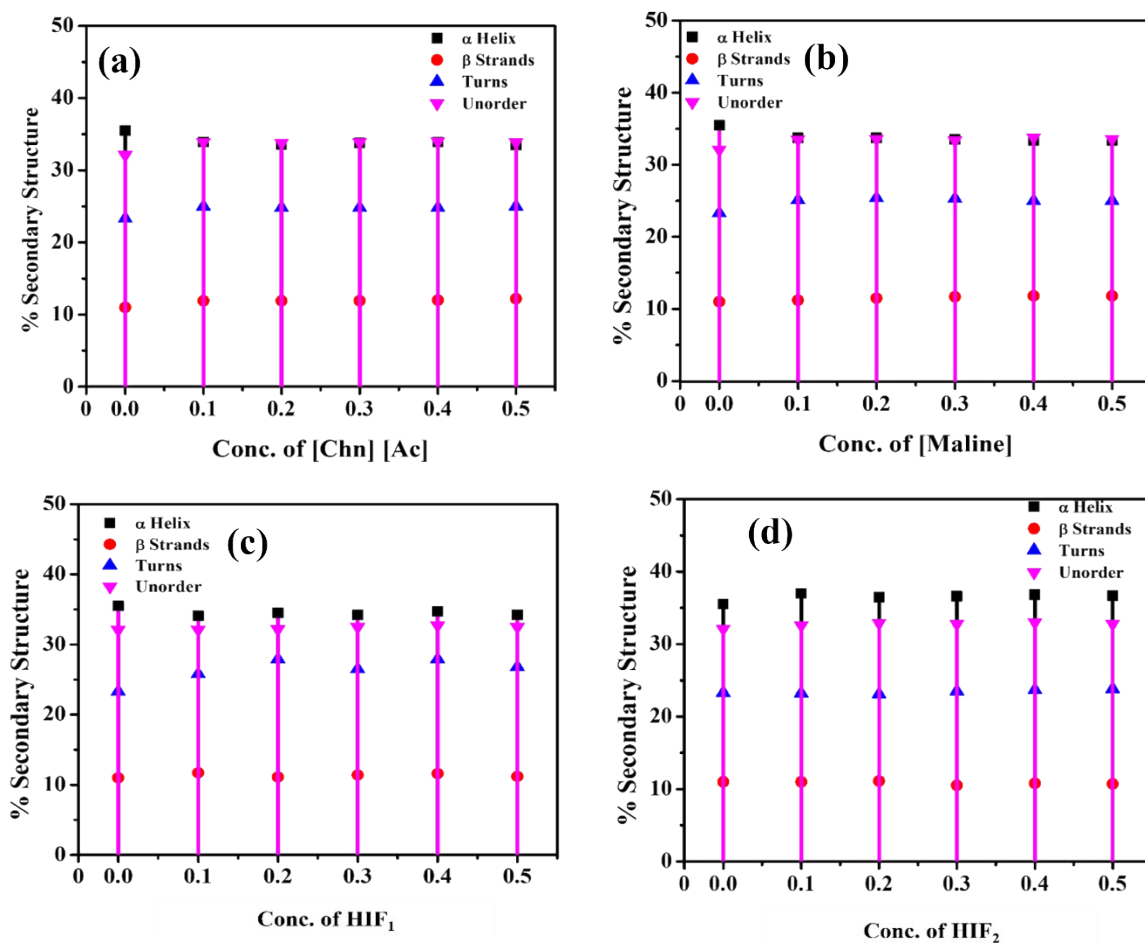 (a)
α Helix
β Strands
Turns
Unorder
% Secondary Structure
50
40
30
20
10
0
0 0.0 0.1 0.2 0.3 0.4 0.5
Conc. of [Chn] [Ac]
(b)
α Helix
β Strands
Turns
Unorder
% Secondary Structure
50
40
30
20
10
0
0 0.0 0.1 0.2 0.3 0.4 0.5
Conc. of [Maline]
(c)
α Helix
β Strands
Turns
Unorder
% Secondary Structure
50
40
30
20
10
0
0 0.0 0.1 0.2 0.3 0.4 0.5
Conc. of HIF₁
(d)
α Helix
β Strands
Turns
Unorder
% Secondary Structure
50
40
30
20
10
0
0 0.0 0.1 0.2 0.3 0.4 0.5
Conc. of HIF₂